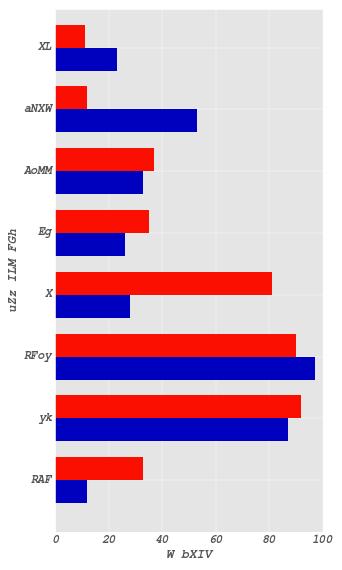 XL
aNXW
AoMM
Eg
X
RFoy
yk
RAF
uZz ILM FGh
0 20 40 60 80 100
W bXIV